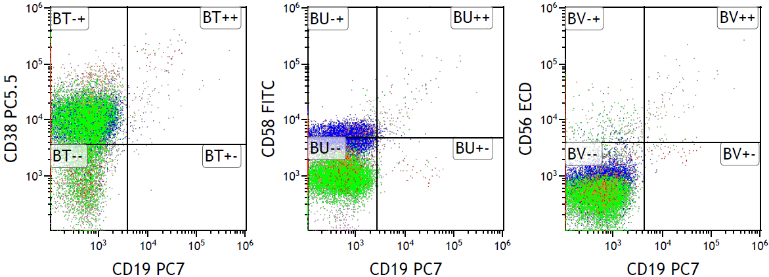 BT-+ BT++
BT-- BT+-
10⁶
10⁵
10⁴
10³
CD38 PC5.5
10³ 10⁴ 10⁵ 10⁶
CD19 PC7
BU-+ BU++
BU-- BU+-
10⁶
10⁵
10⁴
10³
CD58 FITC
10³ 10⁴ 10⁵ 10⁶
CD19 PC7
BV-+ BV++
BV-- BV+-
10⁶
10⁵
10⁴
10³
CD56 ECD
10³ 10⁴ 10⁵ 10⁶
CD19 PC7